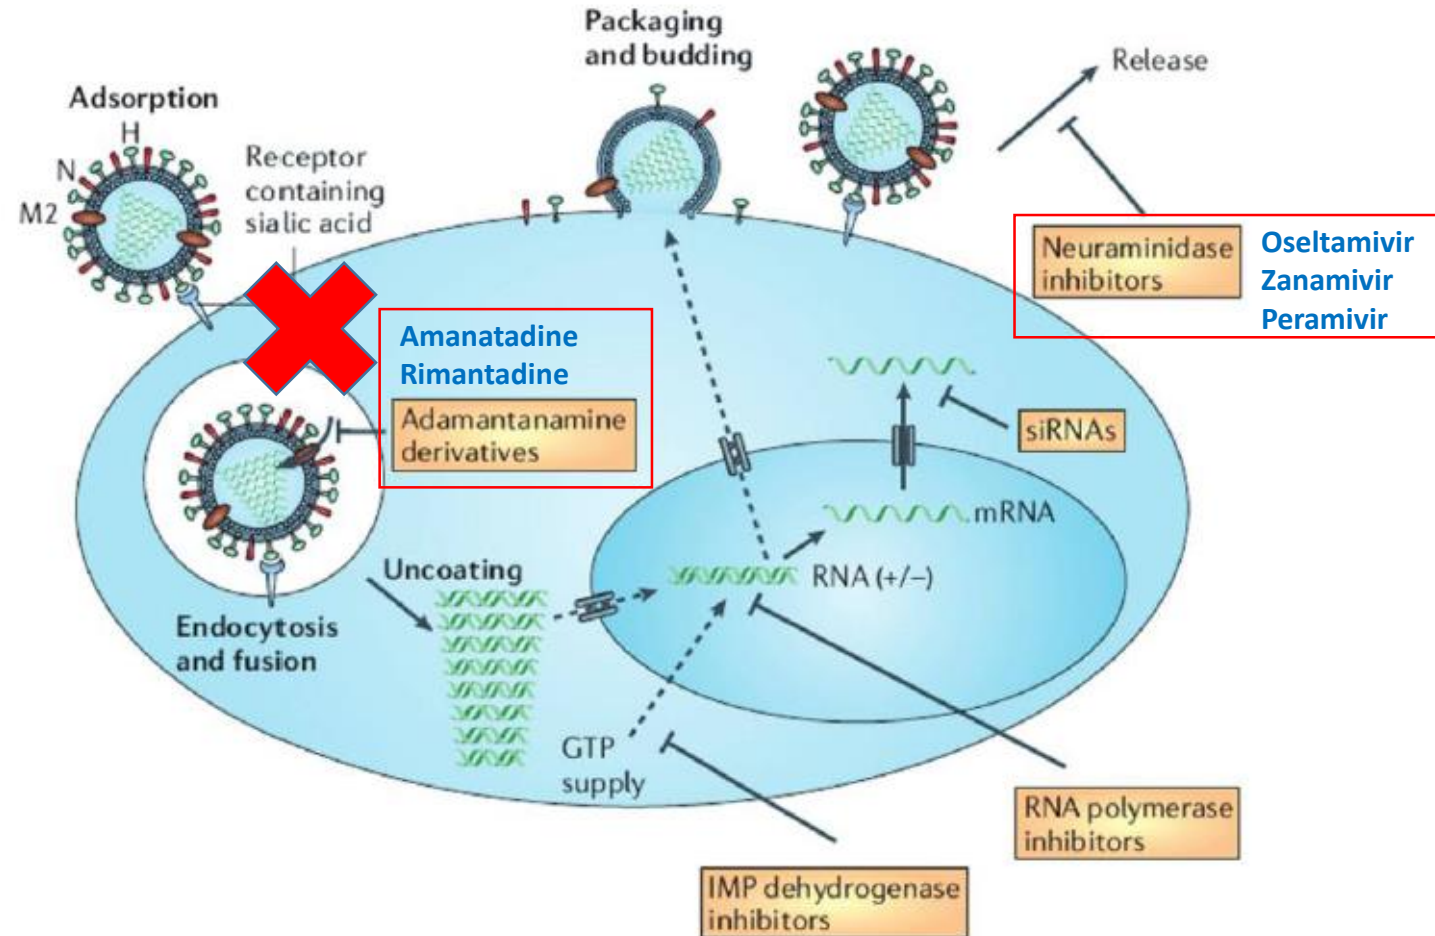 Packaging
and budding
Release
Adsorption
H
N
M2
Receptor
containing
sialic acid
Neuraminidase
inhibitors
Oseltamivir
Zanamivir
Peramivir
Amanatadine
Rimantadine
Adamantanamine
derivatives
siRNAs
mRNA
Uncoating
RNA (+/−)
Endocytosis
and fusion
GTP
supply
RNA polymerase
inhibitors
IMP dehydrogenase
inhibitors